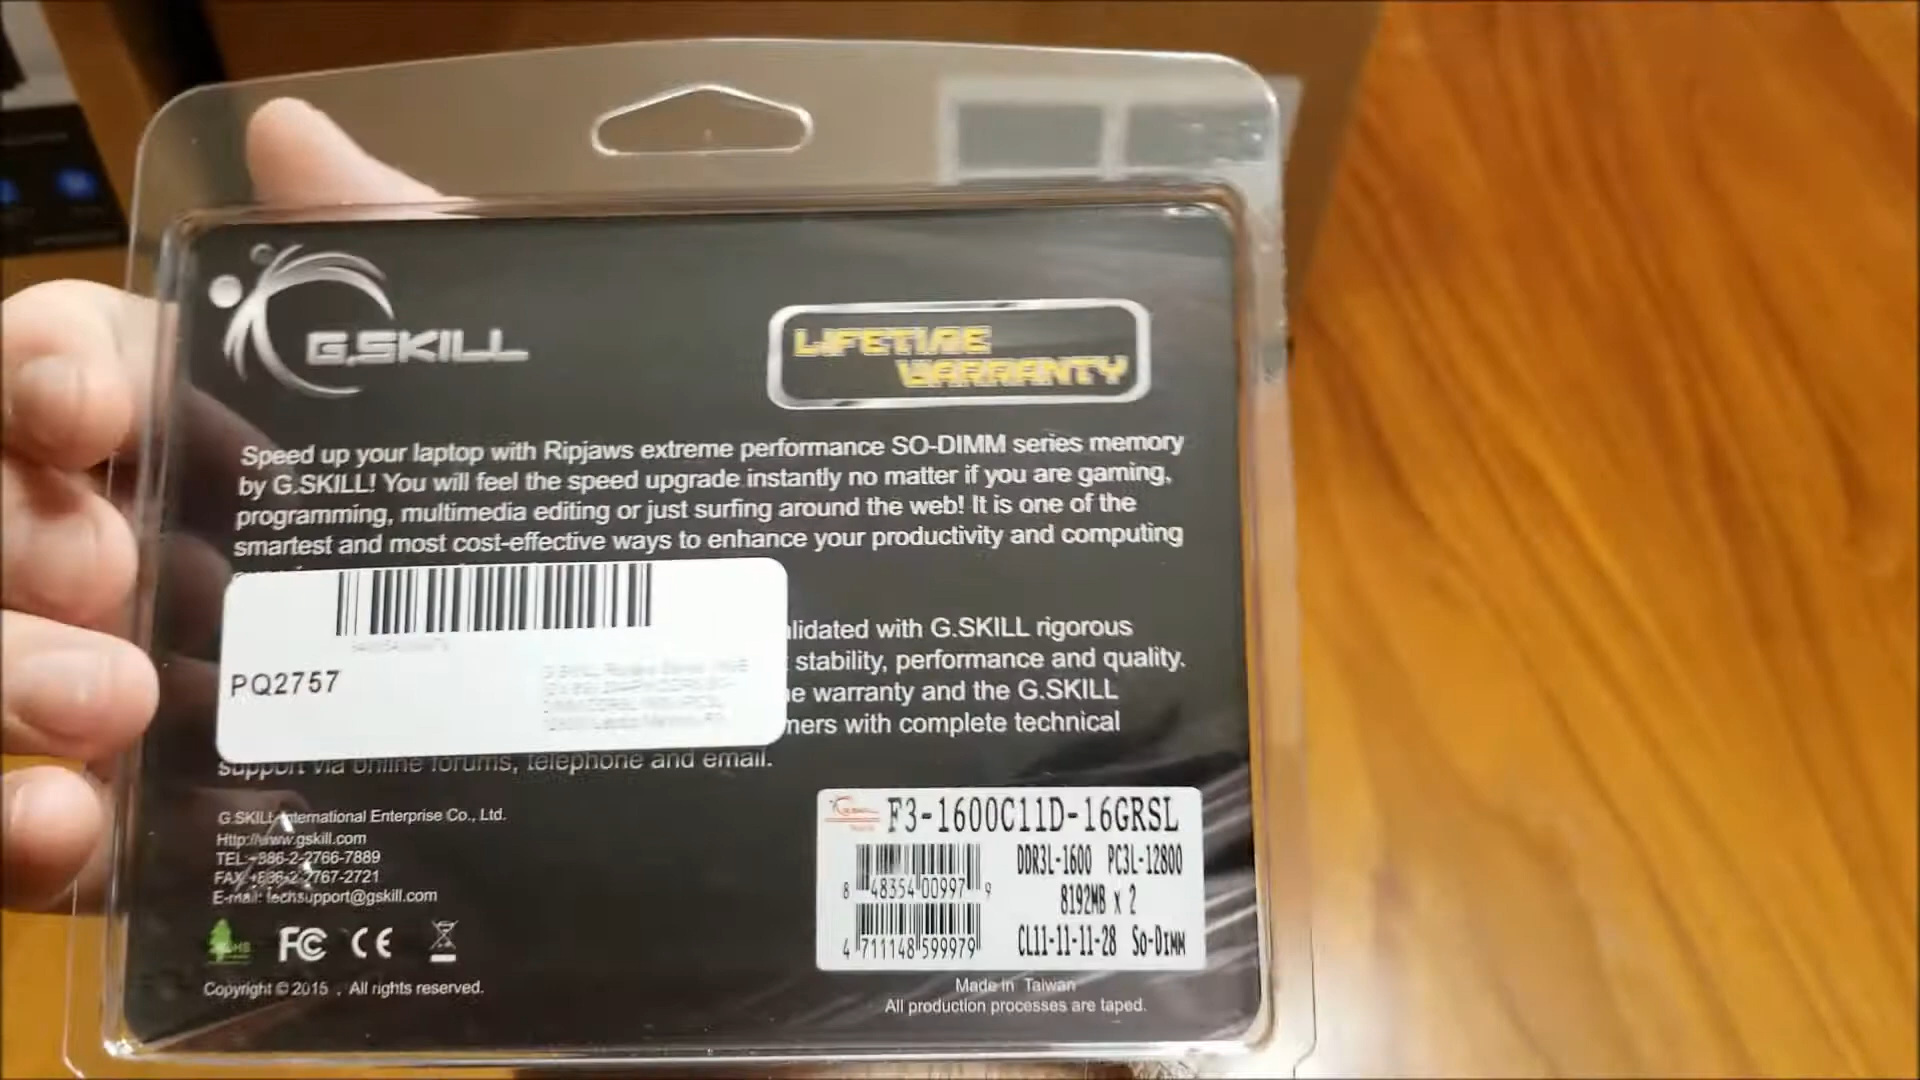 G.SKILL
LIFETIME
WARRANTY
Speed up your laptop with Ripjaws extreme performance SO-DIMM series memory
by G.SKILL! You will feel the speed upgrade instantly no matter if you are gaming,
programming, multimedia editing or just surfing around the web! It is one of the
smartest and most cost-effective ways to enhance your productivity and computing
with G.SKILL rigorous
stability, performance and quality.
warranty and the G.SKILL
with complete technical
support via online forums, telephone and email.
PQ2757
G.SKILL International Enterprise Co., Ltd.
Http://www.gskill.com
TEL:+886-2-2766-7889
FAX:+886-2-2767-2721
E-mail: techsupport@gskill.com
FC CE
Copyright © 2015 . All rights reserved.
G.SKILL
F3-1600C11D-16GRSL
DDR3L-1600 PC3L-12800
8 48354 00997 9
8192MB x 2
4 711148 599979
CL11-11-11-28 So-DIMM
Made in Taiwan
All production processes are taped.